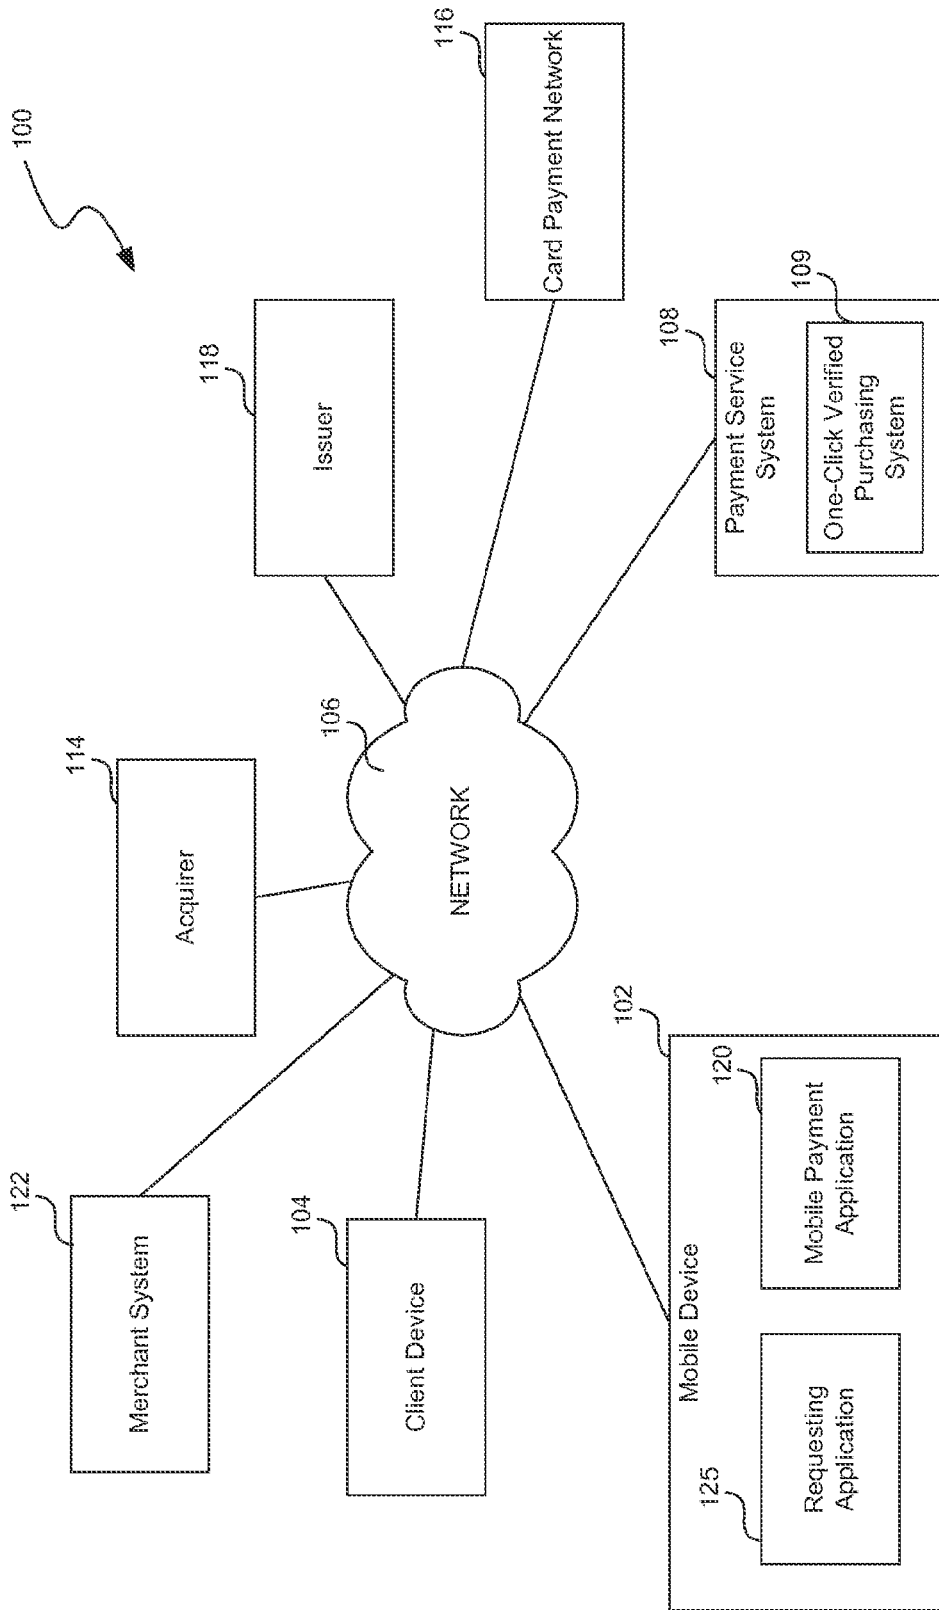 100
Merchant System
122
Acquirer
114
Issuer
118
Card Payment Network
116
Client Device
104
NETWORK
106
Mobile Device
102
Requesting
Application
125
Mobile Payment
Application
120
Payment Service
System
108
One-Click Verified
Purchasing
System
109